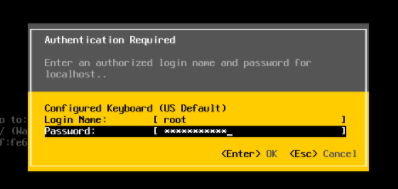 Authentication Required
Enter an authorized login name and password for
localhost..
Configured Keyboard (US Default)
Login Name: [ root ]
Password: [ ***********_ ]
o to:
/ (Wa
f:fe6
<Enter> OK <Esc> Cancel